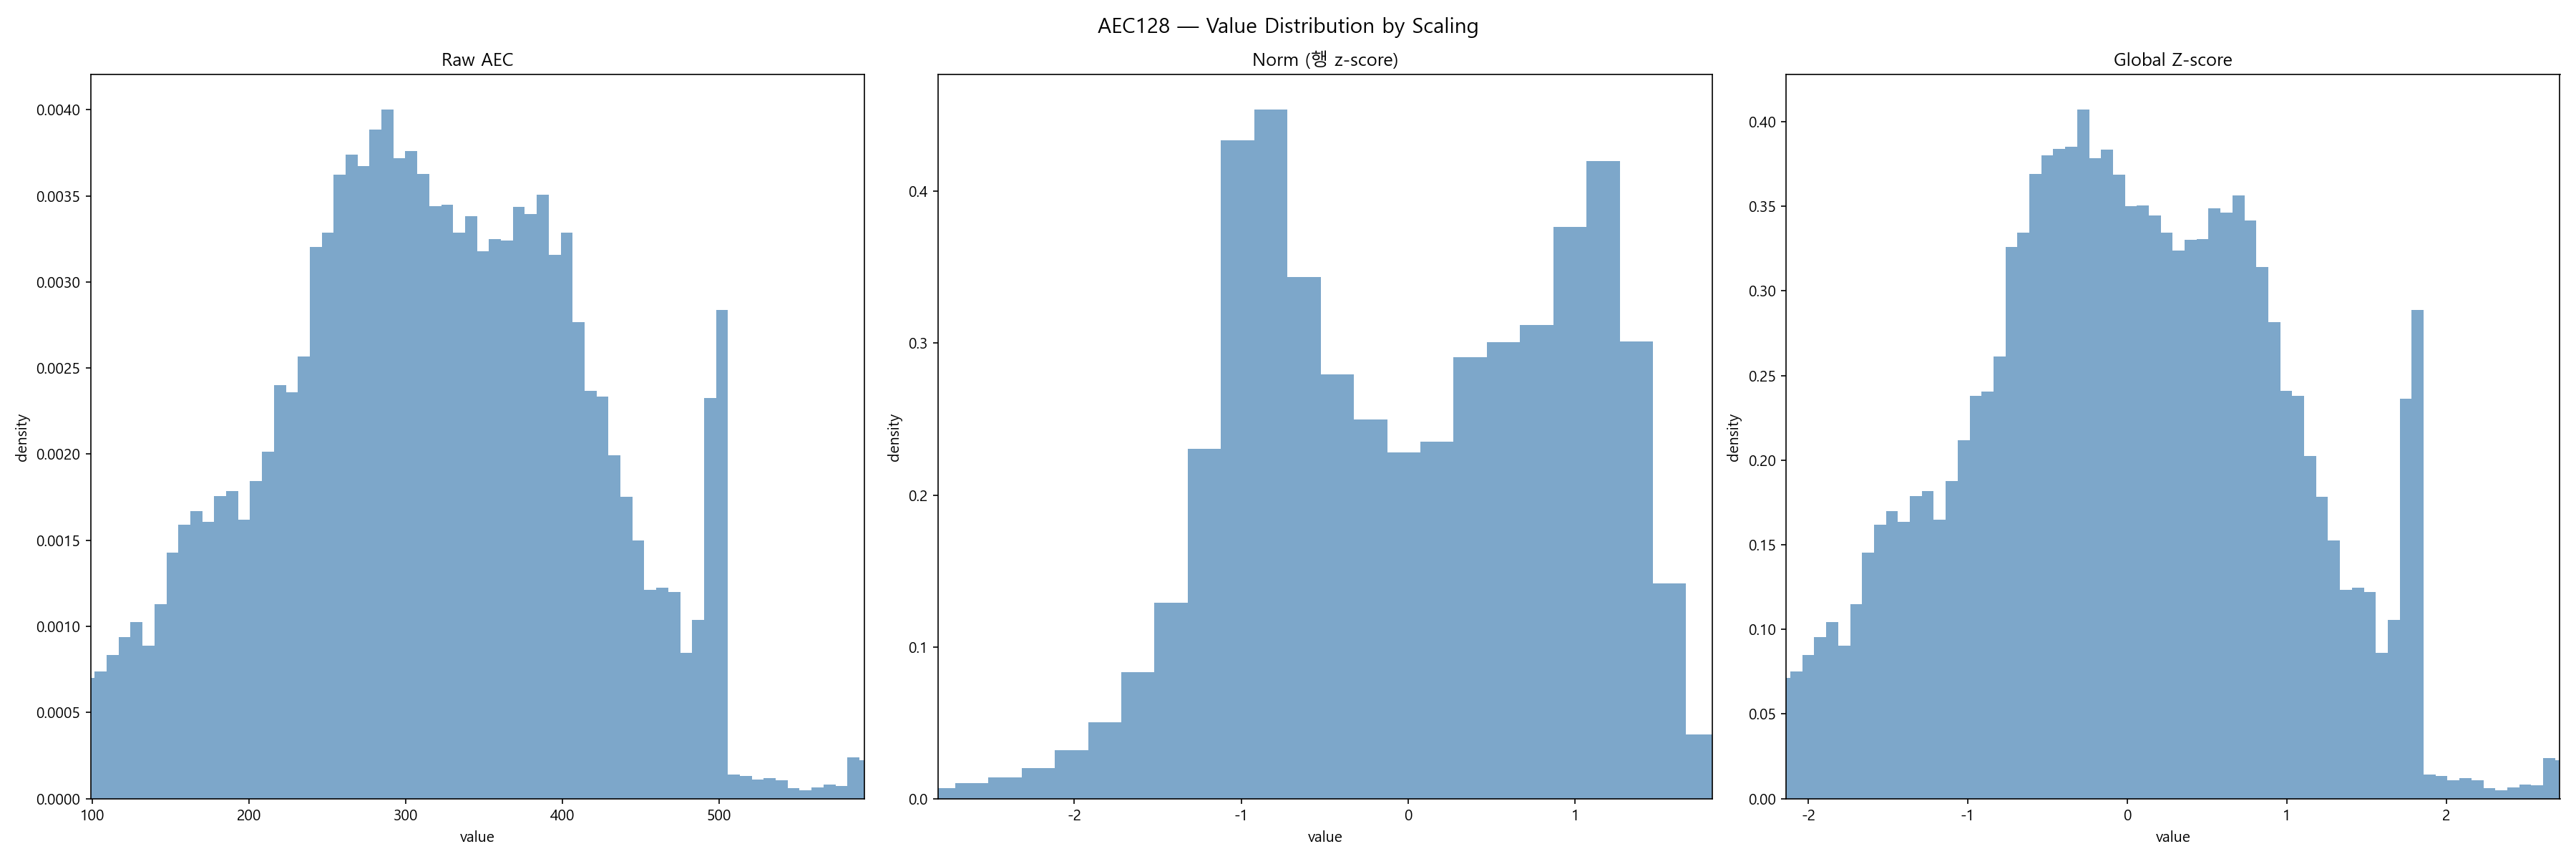 AEC128 — Value Distribution by Scaling
Raw AEC
0.0040
0.0035
0.0030
0.0025
0.0020
0.0015
0.0010
0.0005
0.0000
density
100 200 300 400 500
value
Norm (행 z-score)
0.4
0.3
0.2
0.1
0.0
density
-2 -1 0 1
value
Global Z-score
0.40
0.35
0.30
0.25
0.20
0.15
0.10
0.05
0.00
density
-2 -1 0 1 2
value